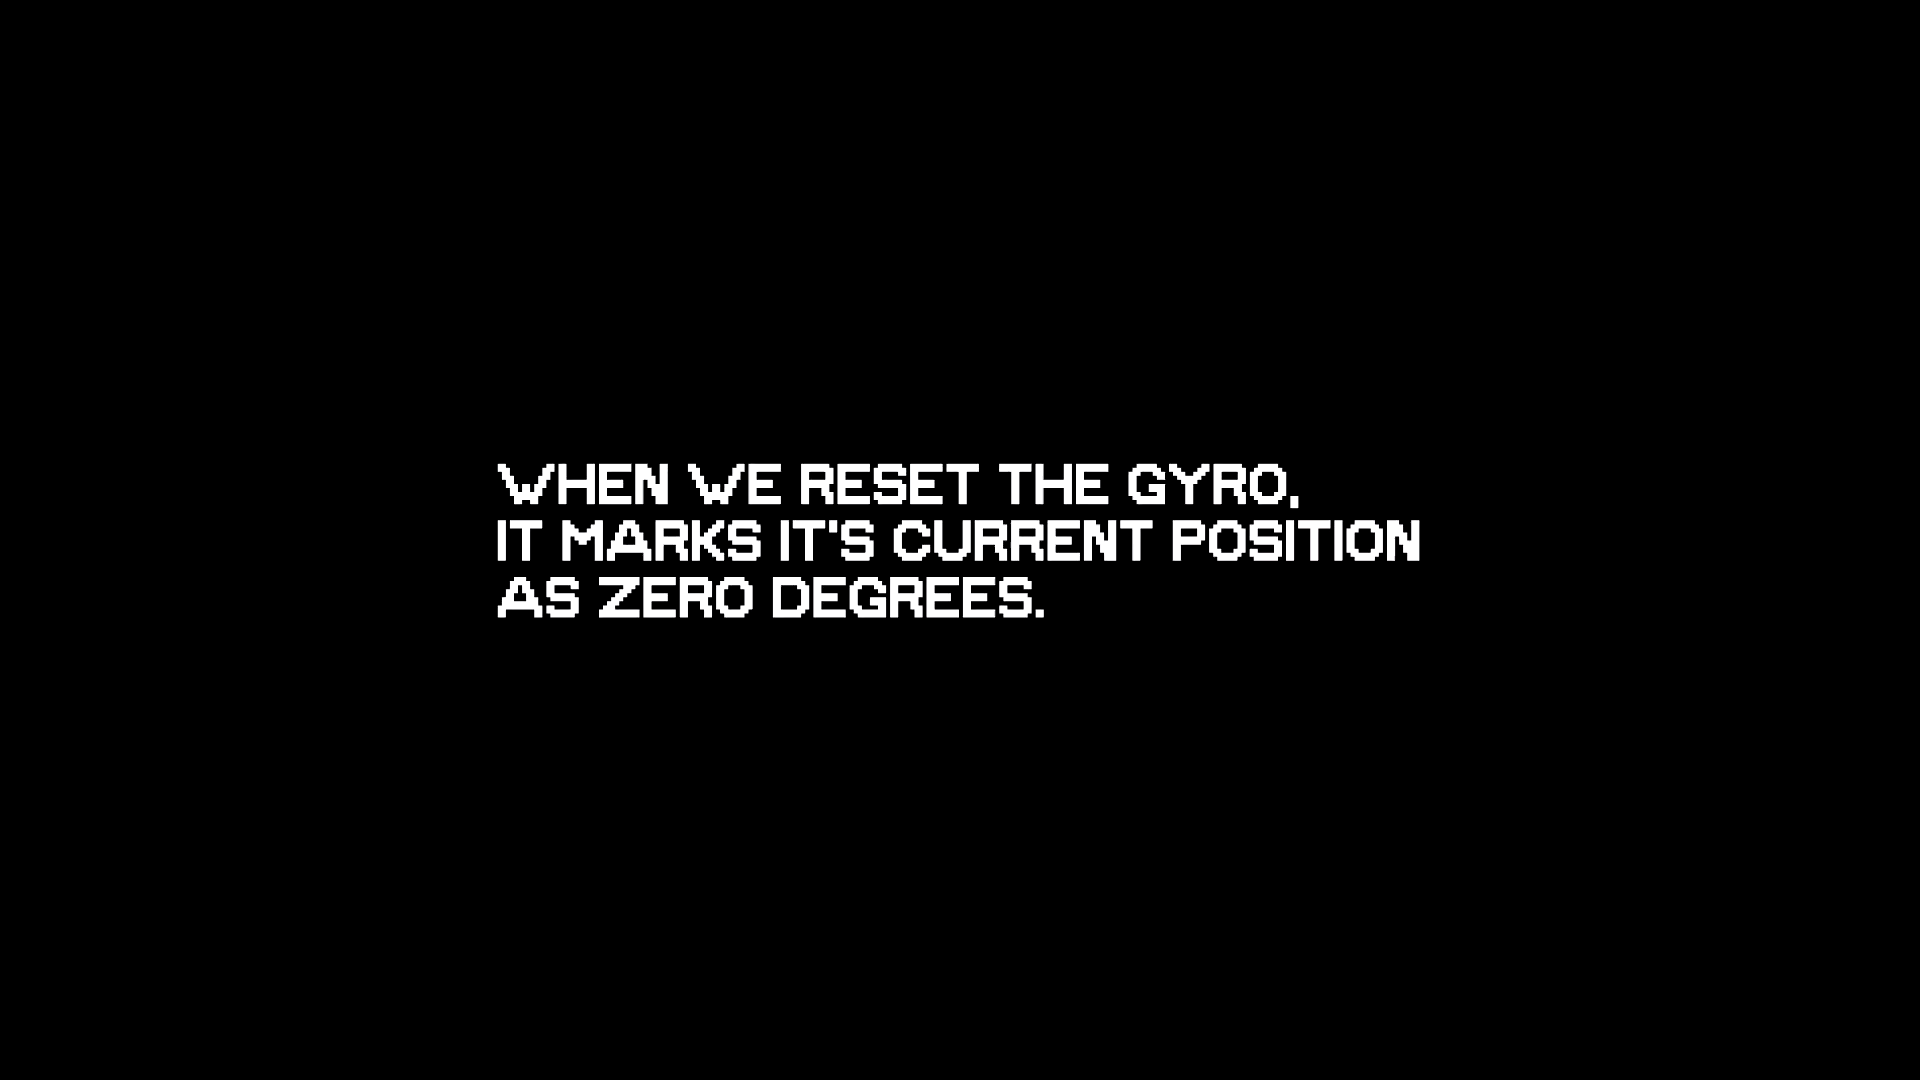 WHEN WE RESET THE GYRO,
IT MARKS IT'S CURRENT POSITION
AS ZERO DEGREES.